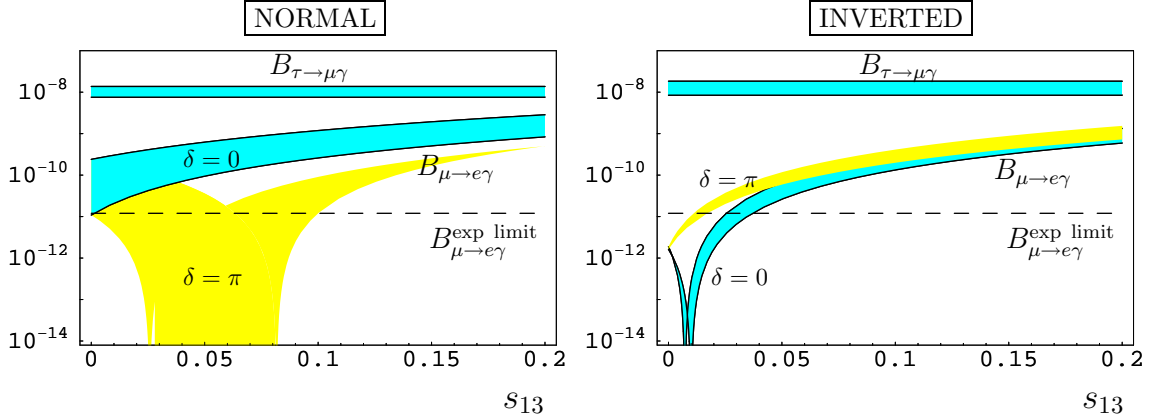 NORMAL
B_{τ→μγ}
10^{-8}
δ = 0
10^{-10}
B_{μ→eγ}
B_{μ→eγ}^{exp limit}
10^{-12}
δ = π
10^{-14}
0 0.05 0.1 0.15 0.2
s_{13}
INVERTED
B_{τ→μγ}
10^{-8}
10^{-10}
δ = π
B_{μ→eγ}
B_{μ→eγ}^{exp limit}
10^{-12}
δ = 0
10^{-14}
0 0.05 0.1 0.15 0.2
s_{13}